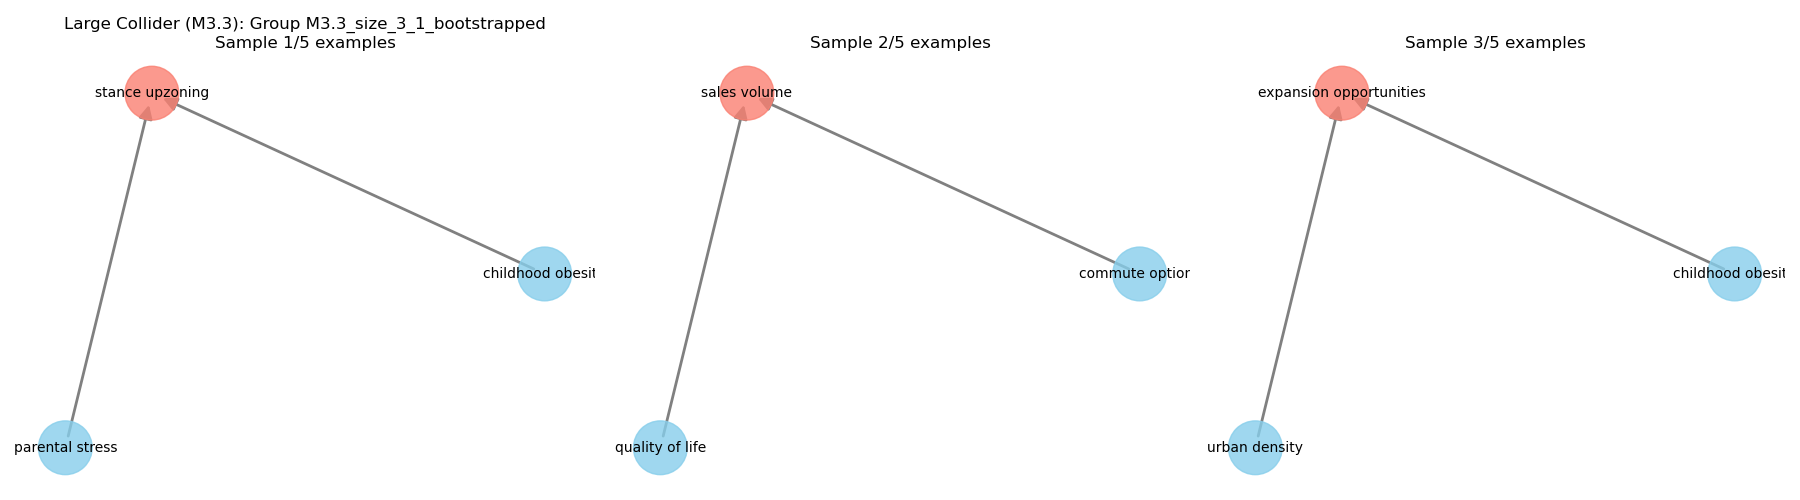 Large Collider (M3.3): Group M3.3_size_3_1_bootstrapped
Sample 1/5 examples
stance upzoning
childhood obesit
parental stress
Sample 2/5 examples
sales volume
commute option
quality of life
Sample 3/5 examples
expansion opportunities
childhood obesit
urban density